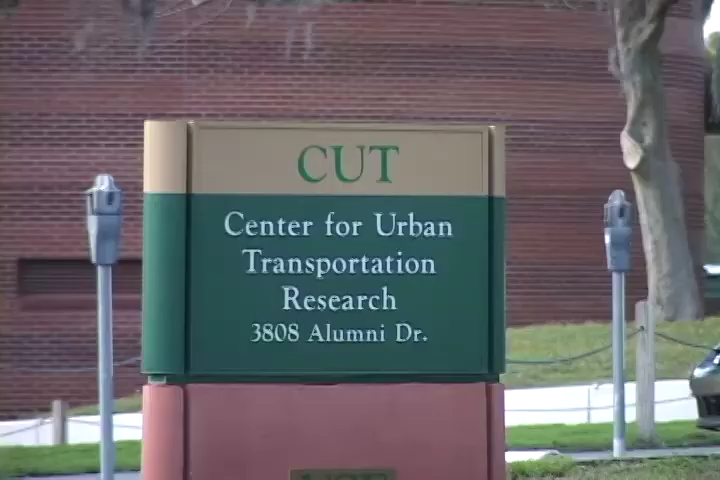 CUT
Center for Urban
Transportation
Research
3808 Alumni Dr.